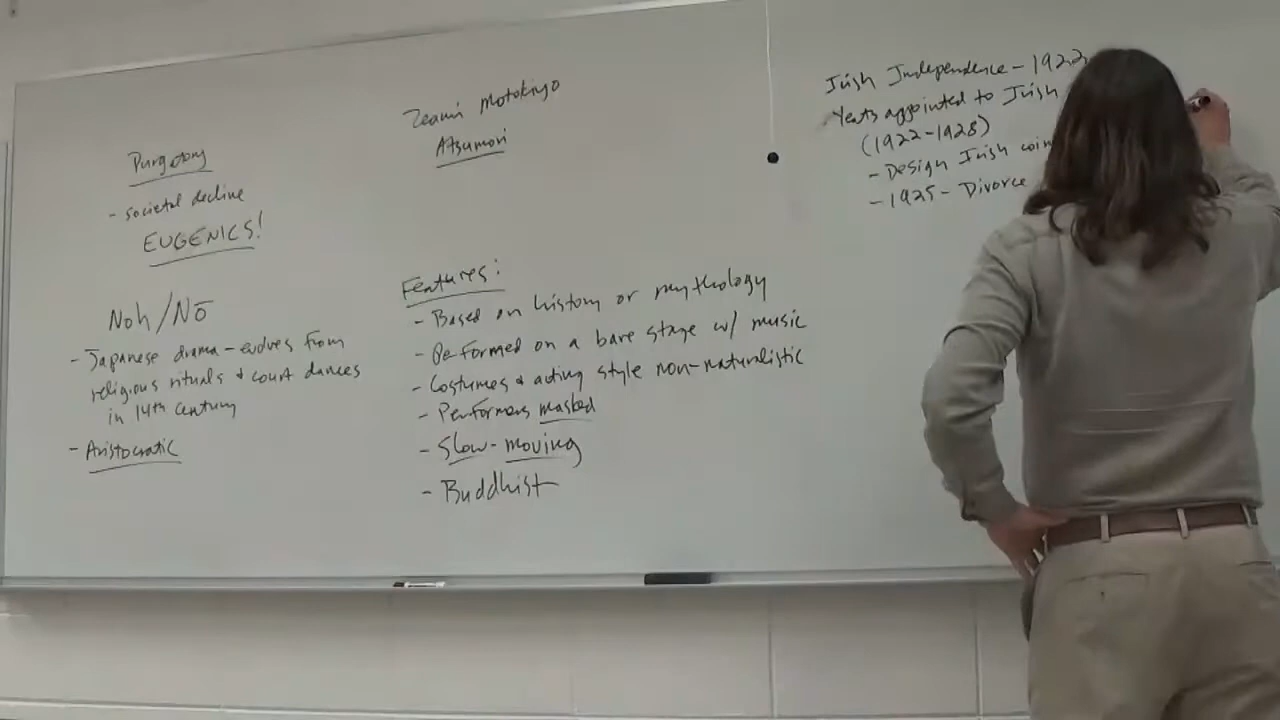 Purgatory
- societal decline
EUGENICS!
Noh/Nō
- Japanese drama - evolves from
religious rituals & court dances
in 14th century
- Aristocratic
Zeami Motokiyo
Atsumori
Features:
- Based on history or mythology
- Performed on a bare stage w/ music
- Costumes & acting style non-naturalistic
- Performers masked
- Slow-moving
- Buddhist
Irish Independence - 1922
Yeats appointed to Irish
(1922-1928)
- Design Irish coin
- 1925 - Divorce